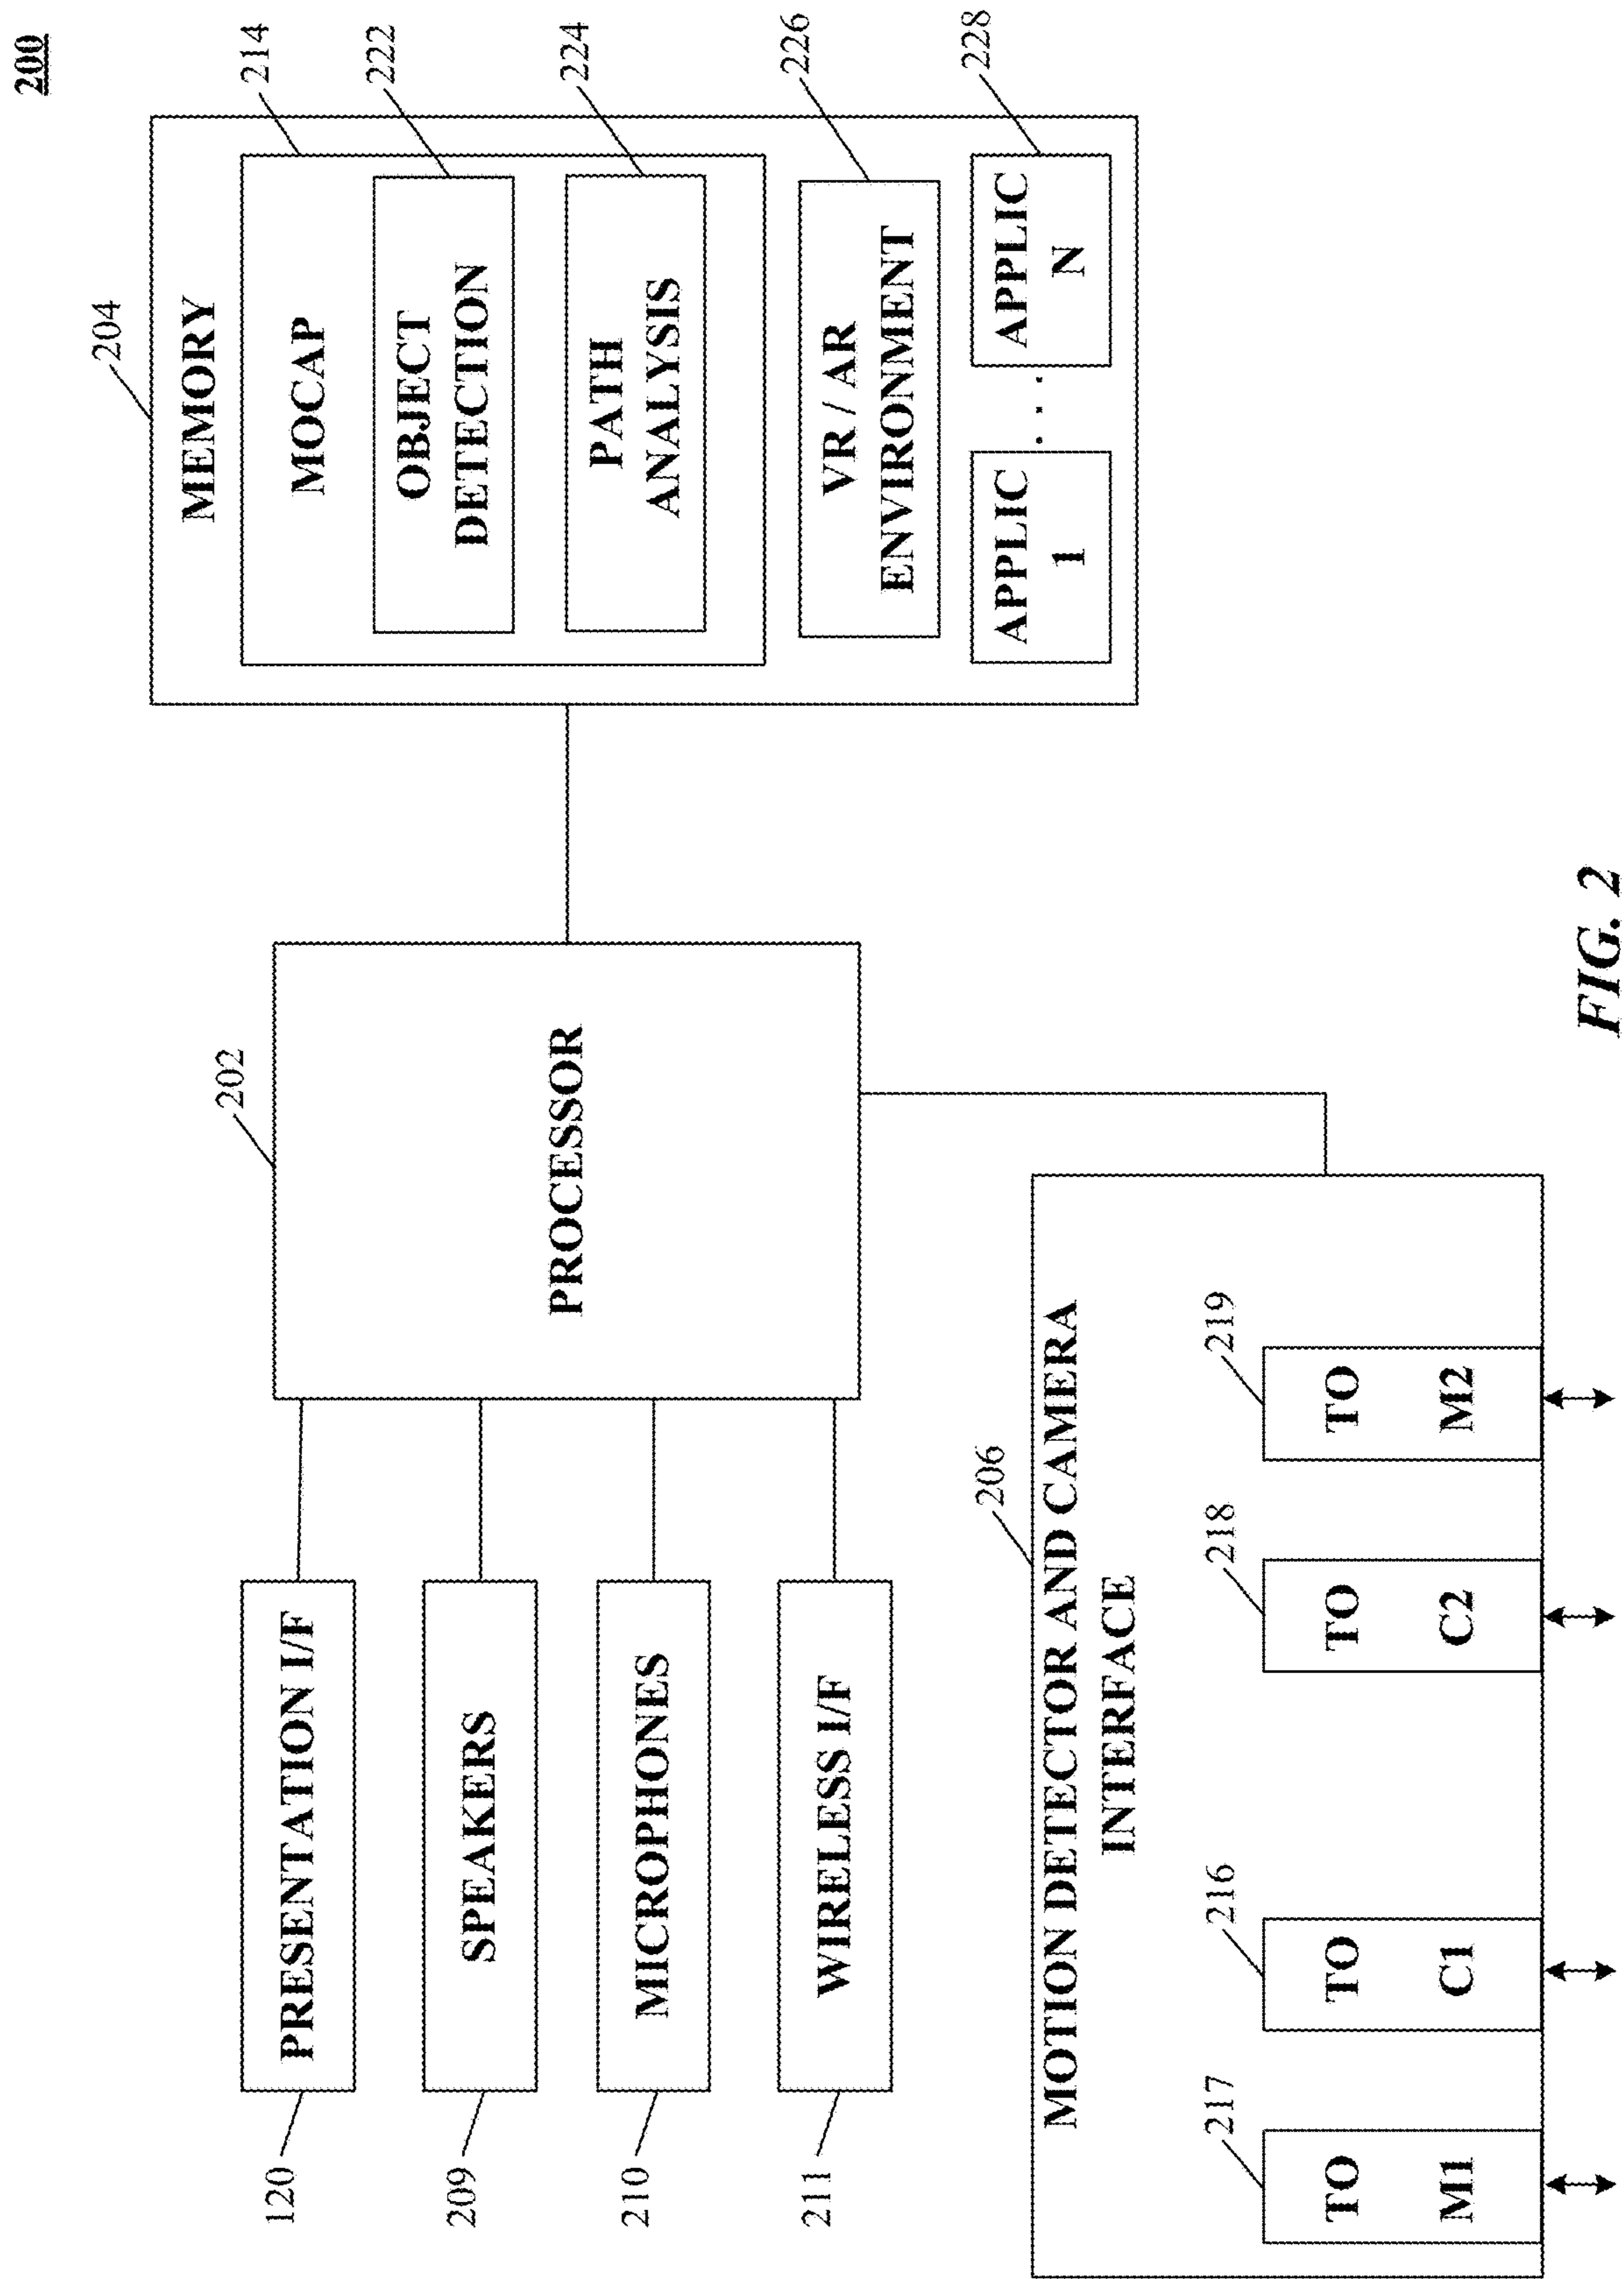 200
120
PRESENTATION I/F
209
SPEAKERS
210
MICROPHONES
211
WIRELESS I/F
202
PROCESSOR
204
MEMORY
214
MOCAP
222
OBJECT
DETECTION
224
PATH
ANALYSIS
226
VR / AR
ENVIRONMENT
228
APPLIC
1
. . .
APPLIC
N
206
MOTION DETECTOR AND CAMERA
INTERFACE
217
TO
M1
216
TO
C1
218
TO
C2
219
TO
M2
FIG. 2